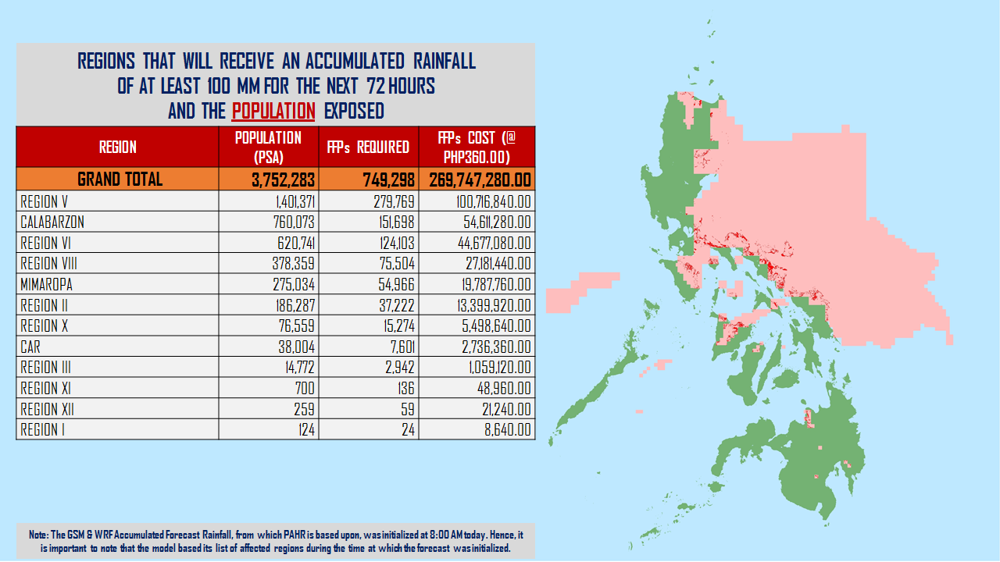 REGIONS THAT WILL RECEIVE AN ACCUMULATED RAINFALL
OF AT LEAST 100 MM FOR THE NEXT 72 HOURS
AND THE POPULATION EXPOSED
REGION POPULATION (PSA) FFPs REQUIRED FFPs COST (@ PHP360.00)
GRAND TOTAL 3,752,283 749,298 269,747,280.00
REGION V 1,401,371 279,769 100,716,840.00
CALABARZON 760,073 151,698 54,611,280.00
REGION VI 620,741 124,103 44,677,080.00
REGION VIII 378,359 75,504 27,181,440.00
MIMAROPA 275,034 54,966 19,787,760.00
REGION II 186,287 37,222 13,399,920.00
REGION X 76,559 15,274 5,498,640.00
CAR 38,004 7,601 2,736,360.00
REGION III 14,772 2,942 1,059,120.00
REGION XI 700 136 48,960.00
REGION XII 259 59 21,240.00
REGION I 124 24 8,640.00
Note: The GSM & WRF Accumulated Forecast Rainfall, from which PAHR is based upon, was initialized at 8:00 AM today. Hence, it
is important to note that the model based its list of affected regions during the time at which the forecast was initialized.